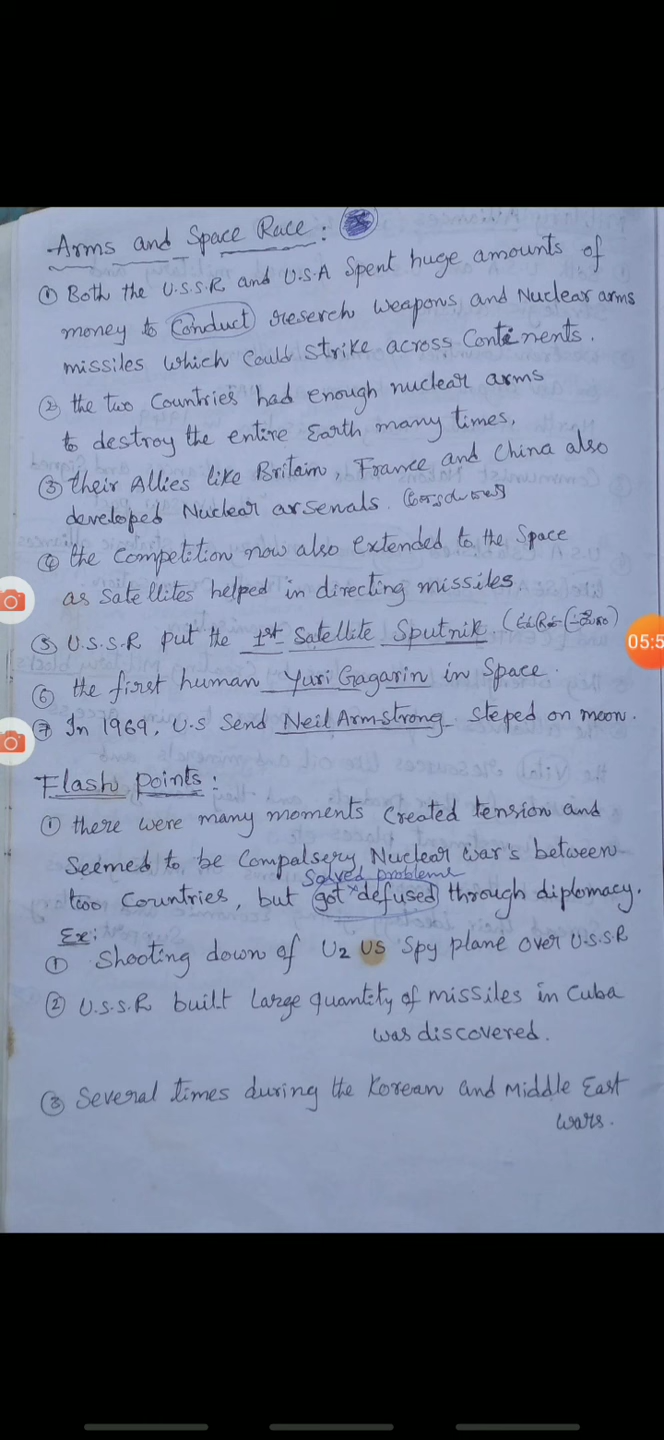 Arms and Space Race :
① Both the U.S.S.R and U.S.A Spent huge amounts of
money to Conduct reserch weapons and Nuclear arms
missiles which Could strike across Continents.
② the two Countries had enough nuclear arms
to destroy the entire Earth many times,
③ their Allies like Britain, France and China also
developed Nuclear arsenals.
④ the Competition now also extended to the Space
as Satellites helped in directing missiles.
⑤ U.S.S.R put the 1st Satellite Sputnik
⑥ the first human Yuri Gagarin in Space.
⑦ In 1969, U.S Send Neil Armstrong steped on moon.
Flash points :
① there were many moments Created tension and
Seemed to be Compalsery Nuclear war's between
Solved probleme
two Countries, but got defused through diplomacy.
Ex:
① Shooting down of U2 US Spy plane over U.S.S.R
② U.S.S.R built large quantity of missiles in Cuba
was discovered.
③ Several times during the Korean and Middle East
wars.
05:5